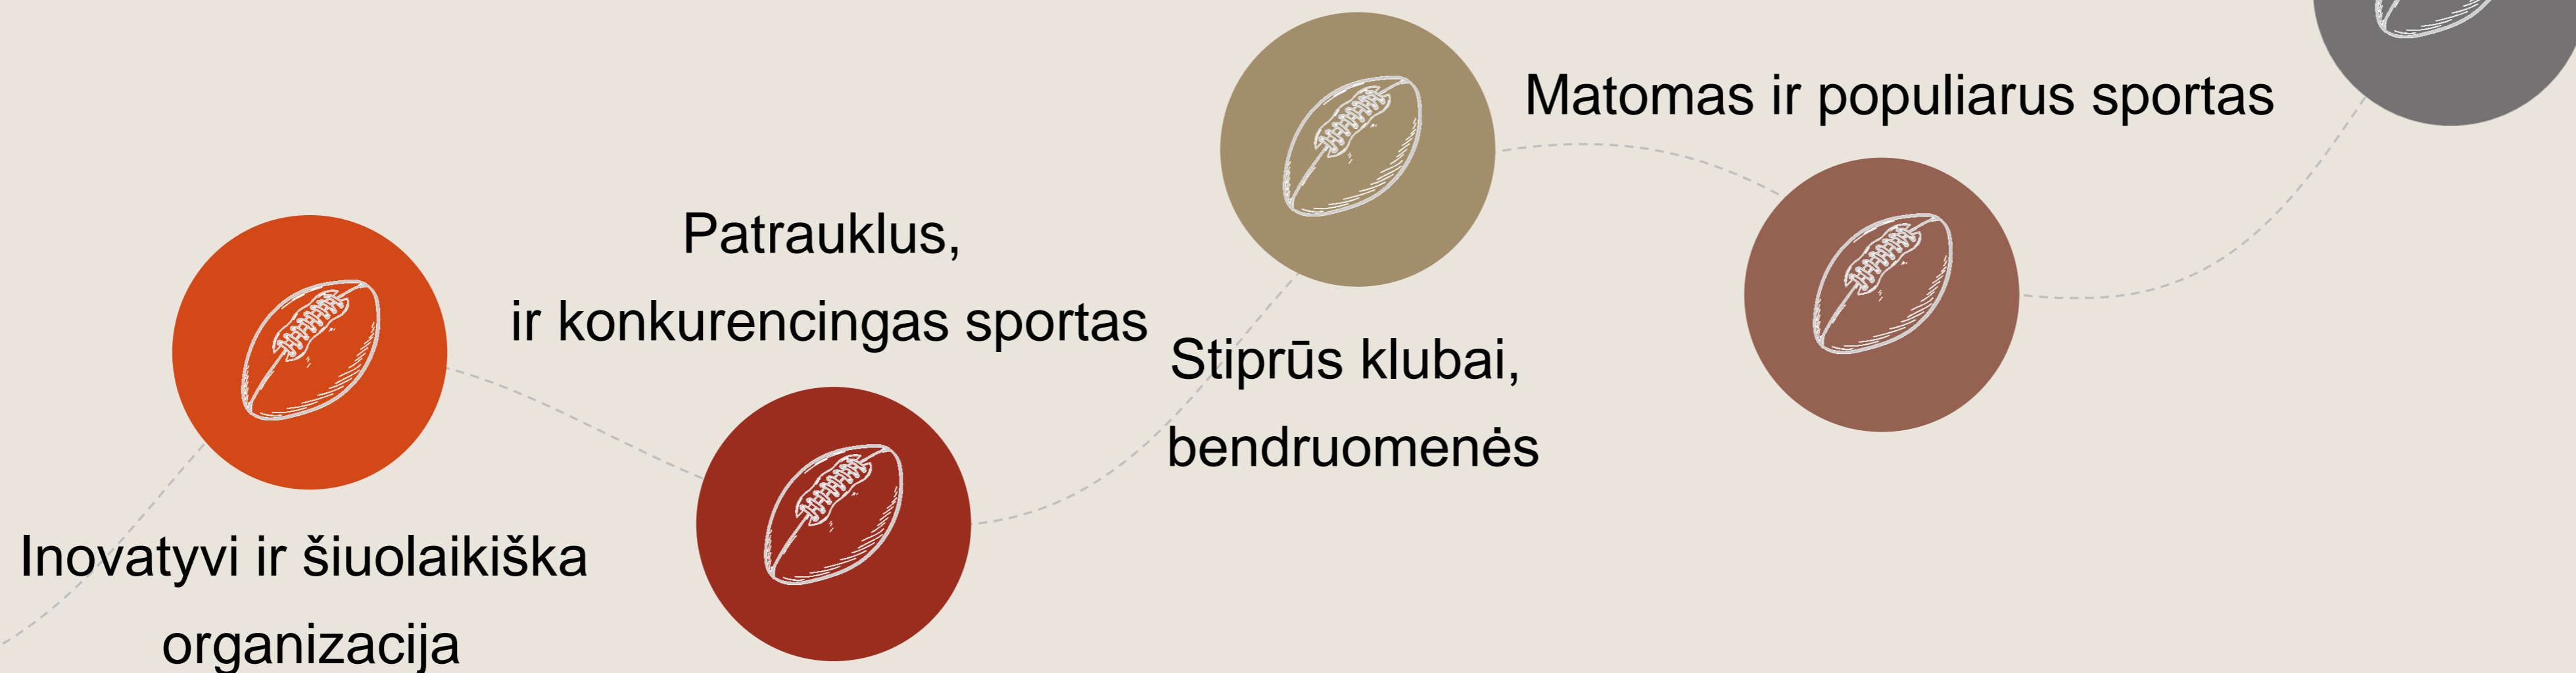 Inovatyvi ir šiuolaikiška
organizacija
Patrauklus,
ir konkurencingas sportas
Stiprūs klubai,
bendruomenės
Matomas ir populiarus sportas